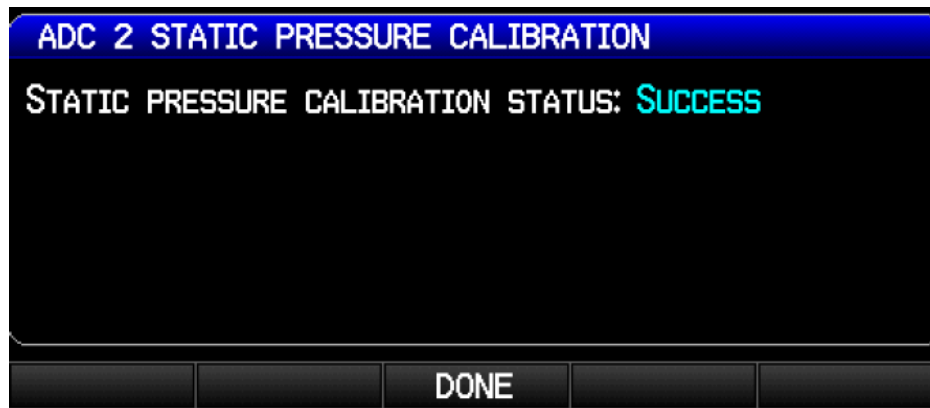 ADC 2 STATIC PRESSURE CALIBRATION
STATIC PRESSURE CALIBRATION STATUS: SUCCESS
DONE